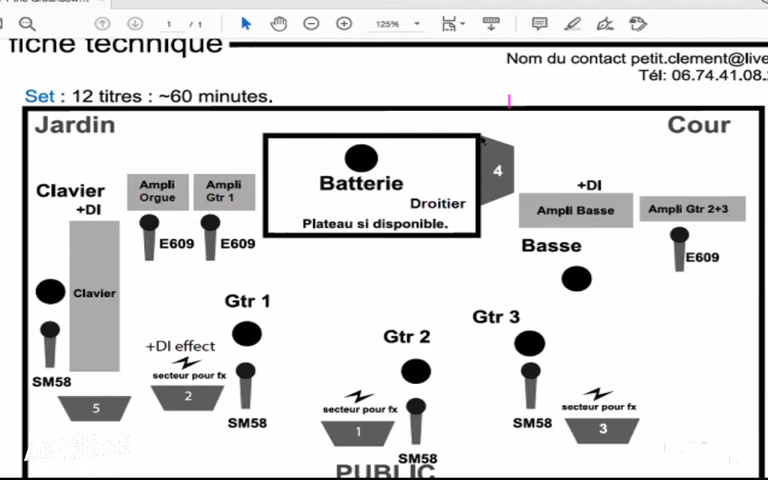 1 / 1
125%
fiche technique
Nom du contact petit.clement@live
Tél: 06.74.41.08.
Set : 12 titres : ~60 minutes.
Jardin
Cour
Batterie
Droitier
Plateau si disponible.
4
Clavier
+DI
Ampli
Orgue
Ampli
Gtr 1
E609
E609
+DI
Ampli Basse
Ampli Gtr 2+3
Basse
E609
Clavier
Gtr 1
Gtr 2
Gtr 3
+DI effect
secteur pour fx
SM58
5
2
SM58
secteur pour fx
1
SM58
SM58
secteur pour fx
3
PUBLIC